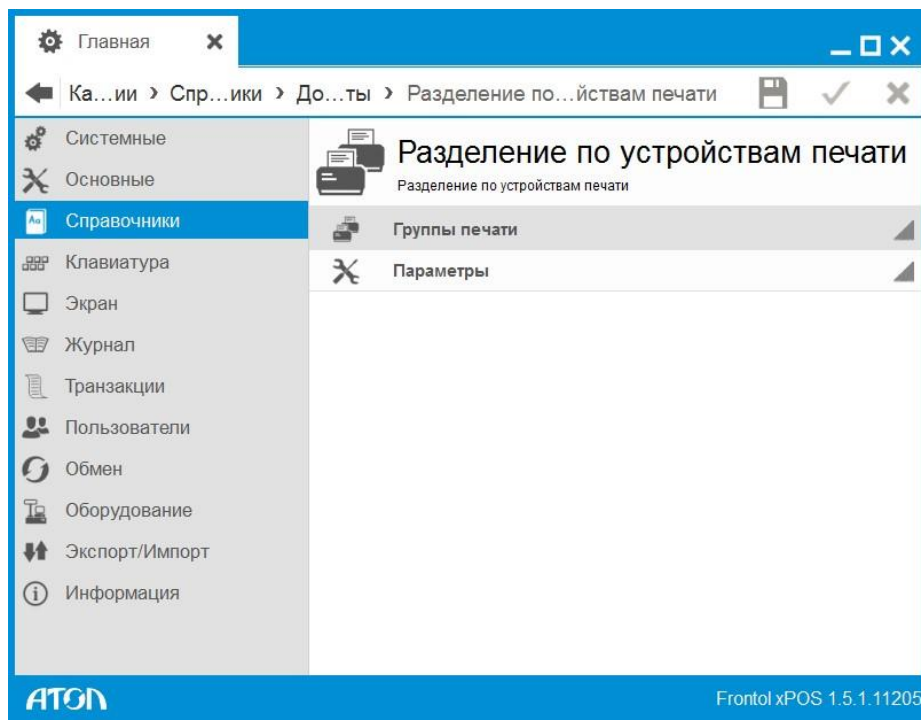 Главная
Ка...ии › Спр...ики › До...ты › Разделение по...йствам печати
Системные
Основные
Справочники
Клавиатура
Экран
Журнал
Транзакции
Пользователи
Обмен
Оборудование
Экспорт/Импорт
Информация
Разделение по устройствам печати
Разделение по устройствам печати
Группы печати
Параметры
ATOL
Frontol xPOS 1.5.1.11205